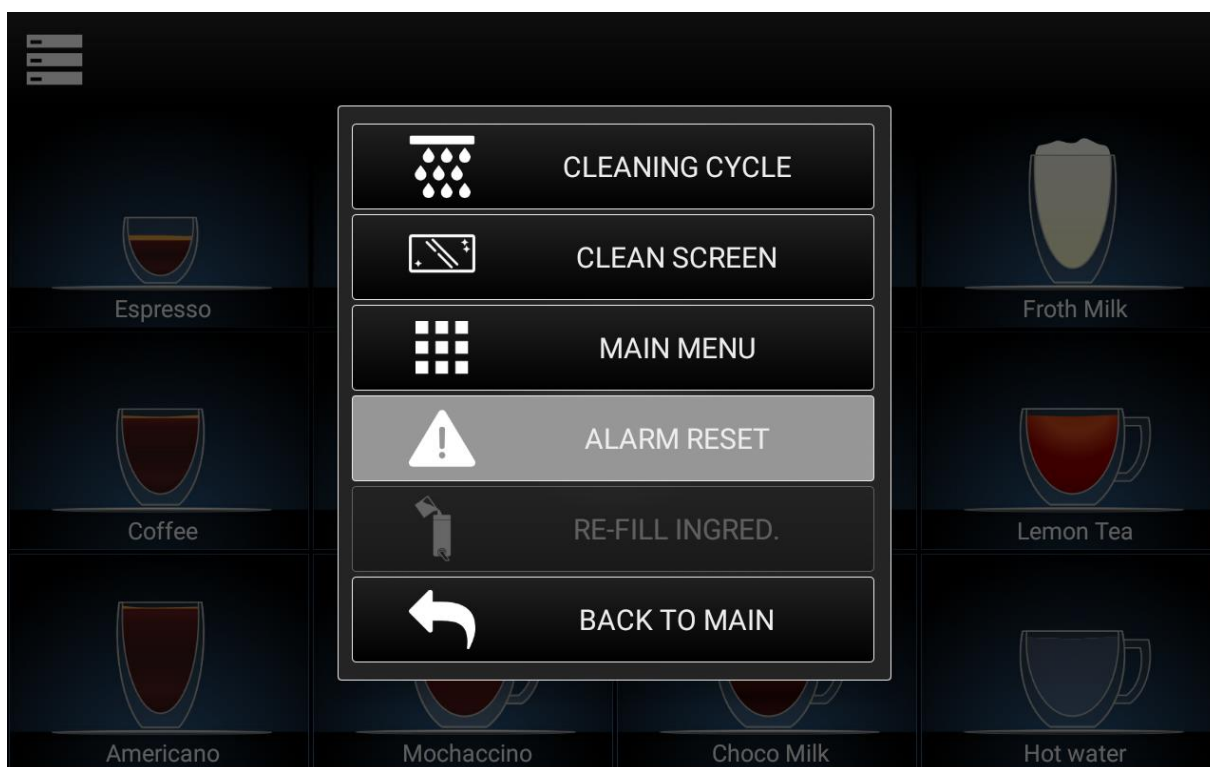 CLEANING CYCLE
CLEAN SCREEN
Espresso
Froth Milk
MAIN MENU
ALARM RESET
Coffee
RE-FILL INGRED.
Lemon Tea
BACK TO MAIN
Americano
Mochaccino
Choco Milk
Hot water